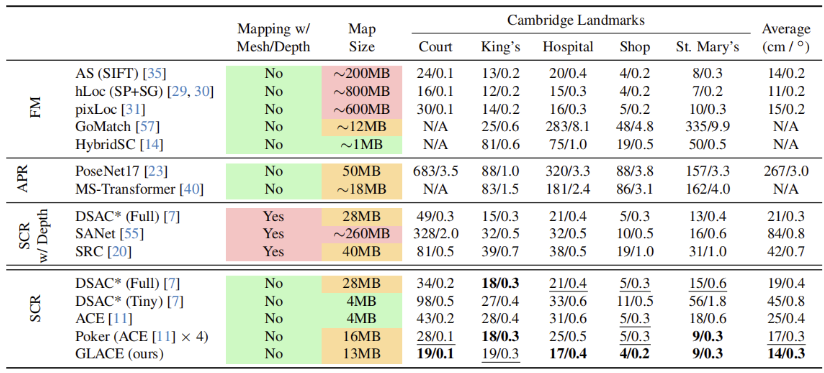 Mapping w/ Mesh/Depth Map Size Cambridge Landmarks Average (cm / °)
Court King's Hospital Shop St. Mary's
FM
AS (SIFT) [35] No ~200MB 24/0.1 13/0.2 20/0.4 4/0.2 8/0.3 14/0.2
hLoc (SP+SG) [29, 30] No ~800MB 16/0.1 12/0.2 15/0.3 4/0.2 7/0.2 11/0.2
pixLoc [31] No ~600MB 30/0.1 14/0.2 16/0.3 5/0.2 10/0.3 15/0.2
GoMatch [57] No ~12MB N/A 25/0.6 283/8.1 48/4.8 335/9.9 N/A
HybridSC [14] No ~1MB N/A 81/0.6 75/1.0 19/0.5 50/0.5 N/A
APR
PoseNet17 [23] No 50MB 683/3.5 88/1.0 320/3.3 88/3.8 157/3.3 267/3.0
MS-Transformer [40] No ~18MB N/A 83/1.5 181/2.4 86/3.1 162/4.0 N/A
SCR w/ Depth
DSAC* (Full) [7] Yes 28MB 49/0.3 15/0.3 21/0.4 5/0.3 13/0.4 21/0.3
SANet [55] Yes ~260MB 328/2.0 32/0.5 32/0.5 10/0.5 16/0.6 84/0.8
SRC [20] Yes 40MB 81/0.5 39/0.7 38/0.5 19/1.0 31/1.0 42/0.7
SCR
DSAC* (Full) [7] No 28MB 34/0.2 18/0.3 21/0.4 5/0.3 15/0.6 19/0.4
DSAC* (Tiny) [7] No 4MB 98/0.5 27/0.4 33/0.6 11/0.5 56/1.8 45/0.8
ACE [11] No 4MB 43/0.2 28/0.4 31/0.6 5/0.3 18/0.6 25/0.4
Poker (ACE [11] × 4) No 16MB 28/0.1 18/0.3 25/0.5 5/0.3 9/0.3 17/0.3
GLACE (ours) No 13MB 19/0.1 19/0.3 17/0.4 4/0.2 9/0.3 14/0.3